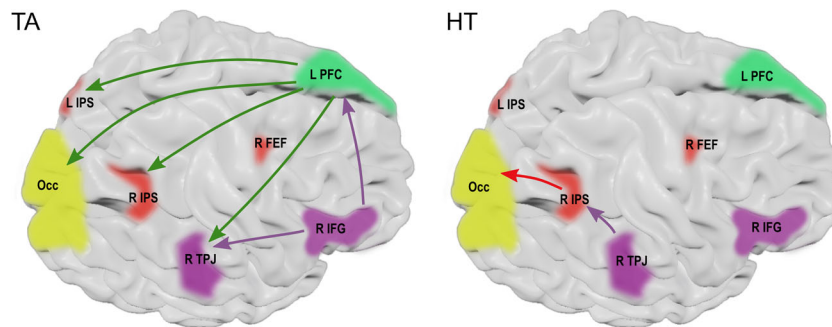 TA
L PFC
L IPS
R FEF
Occ
R IPS
R IFG
R TPJ
HT
L PFC
L IPS
R FEF
Occ
R IPS
R IFG
R TPJ